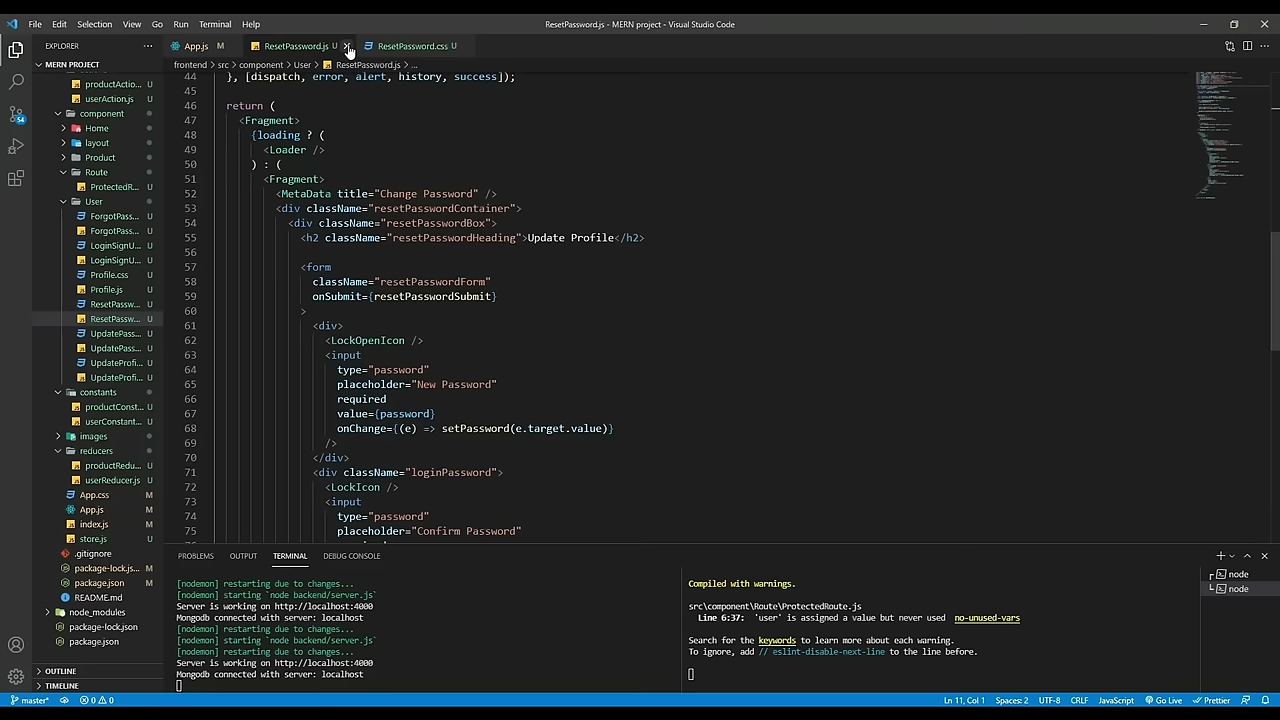 File Edit Selection View Go Run Terminal Help
ResetPassword.js - MERN project - Visual Studio Code
EXPLORER
MERN PROJECT
productActio... U
userAction.js U
component
Home
layout
Product
Route
ProtectedR... U
User
ForgotPass... U
ForgotPass... U
LoginSignU... U
LoginSignU... U
Profile.css U
Profile.js U
ResetPassw... U
ResetPassw... U
UpdatePass... U
UpdatePass... U
UpdateProfi... U
UpdateProfi... U
constants
productConst... U
userConstant... U
images
reducers
productRedu... U
userReducer.js U
App.css M
App.js M
index.js M
store.js U
.gitignore
package-lock.js... M
package.json M
README.md
node_modules
package-lock.json
package.json
OUTLINE
TIMELINE
App.js M
ResetPassword.js U
ResetPassword.css U
frontend > src > component > User > ResetPassword.js > ...
44 }, [dispatch, error, alert, history, success]);
45
46 return (
47 <Fragment>
48 {loading ? (
49 <Loader />
50 ) : (
51 <Fragment>
52 <MetaData title="Change Password" />
53 <div className="resetPasswordContainer">
54 <div className="resetPasswordBox">
55 <h2 className="resetPasswordHeading">Update Profile</h2>
56
57 <form
58 className="resetPasswordForm"
59 onSubmit={resetPasswordSubmit}
60 >
61 <div>
62 <LockOpenIcon />
63 <input
64 type="password"
65 placeholder="New Password"
66 required
67 value={password}
68 onChange={(e) => setPassword(e.target.value)}
69 />
70 </div>
71 <div className="loginPassword">
72 <LockIcon />
73 <input
74 type="password"
75 placeholder="Confirm Password"
PROBLEMS OUTPUT TERMINAL DEBUG CONSOLE
[nodemon] restarting due to changes...
[nodemon] starting `node backend/server.js`
Server is working on http://localhost:4000
Mongodb connected with server: localhost
[nodemon] restarting due to changes...
[nodemon] starting `node backend/server.js`
[nodemon] restarting due to changes...
Server is working on http://localhost:4000
Mongodb connected with server: localhost
Compiled with warnings.
src\component\Route\ProtectedRoute.js
Line 6:37: 'user' is assigned a value but never used no-unused-vars
Search for the keywords to learn more about each warning.
To ignore, add // eslint-disable-next-line to the line before.
node
node
54
master* 0 0
Ln 11, Col 1 Spaces: 2 UTF-8 CRLF JavaScript Go Live Prettier